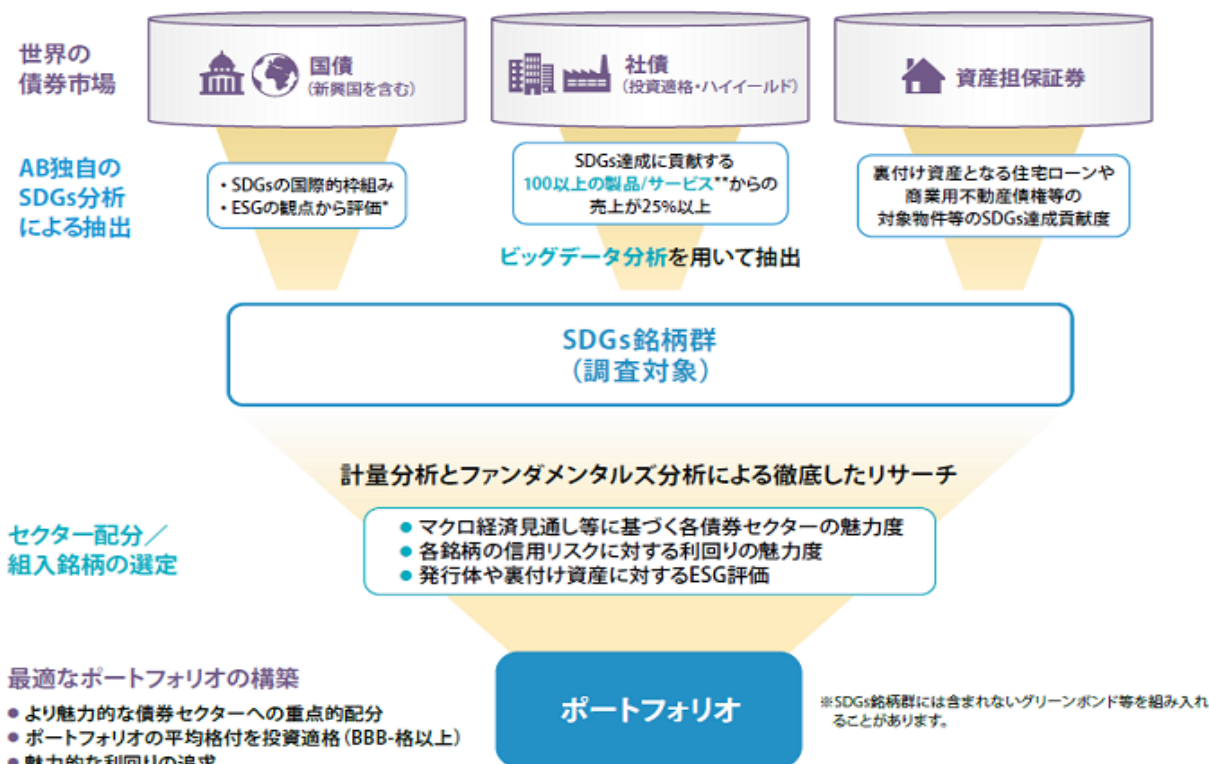 世界の
債券市場
国債
(新興国を含む)
社債
(投資適格・ハイイールド)
資産担保証券
AB独自の
SDGs分析
による抽出
・SDGsの国際的枠組み
・ESGの観点から評価*
SDGs達成に貢献する
100以上の製品/サービス**からの
売上が25%以上
裏付け資産となる住宅ローンや
商業用不動産債権等の
対象物件等のSDGs達成貢献度
ビッグデータ分析を用いて抽出
SDGs銘柄群
(調査対象)
計量分析とファンダメンタルズ分析による徹底したリサーチ
セクター配分/
組入銘柄の選定
● マクロ経済見通し等に基づく各債券セクターの魅力度
● 各銘柄の信用リスクに対する利回りの魅力度
● 発行体や裏付け資産に対するESG評価
最適なポートフォリオの構築
● より魅力的な債券セクターへの重点的配分
● ポートフォリオの平均格付を投資適格(BBB-格以上)
● 魅力的な利回りの追求
ポートフォリオ
※SDGs銘柄群には含まれないグリーンボンド等を組み入れ
ることがあります。